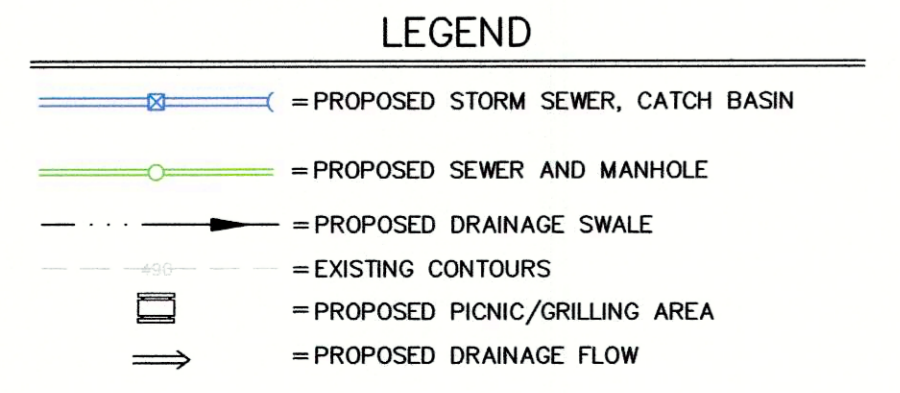 LEGEND
=PROPOSED STORM SEWER, CATCH BASIN
=PROPOSED SEWER AND MANHOLE
=PROPOSED DRAINAGE SWALE
490 =EXISTING CONTOURS
=PROPOSED PICNIC/GRILLING AREA
=PROPOSED DRAINAGE FLOW